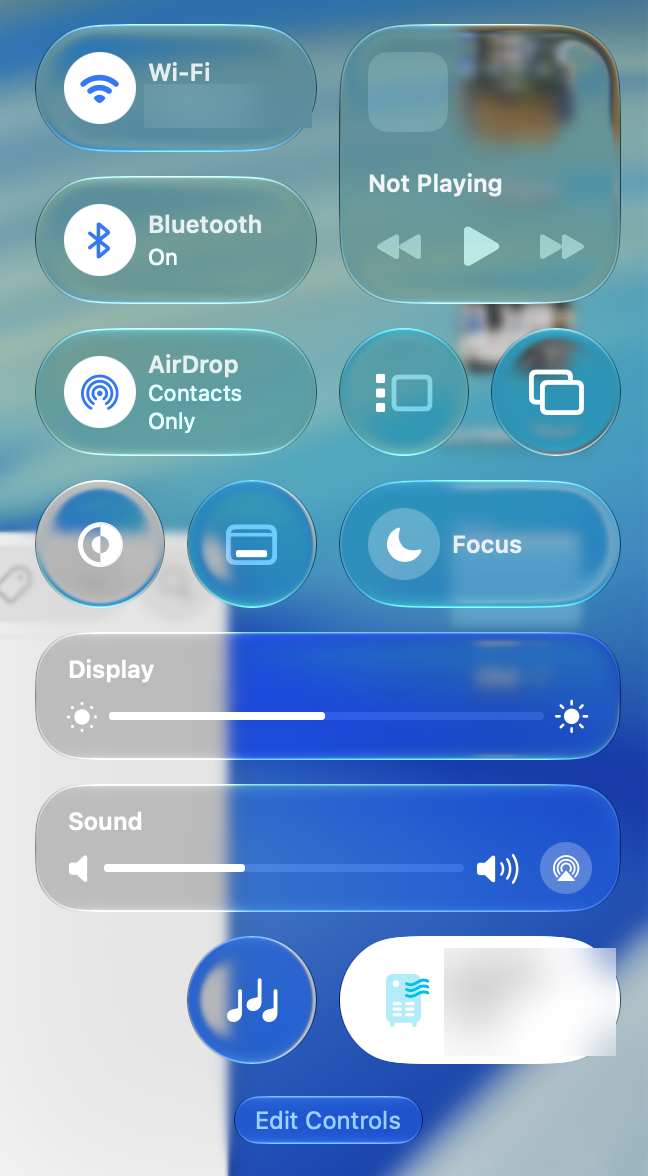 Wi-Fi
Not Playing
Bluetooth
On
AirDrop
Contacts
Only
Focus
Display
Sound
Edit Controls